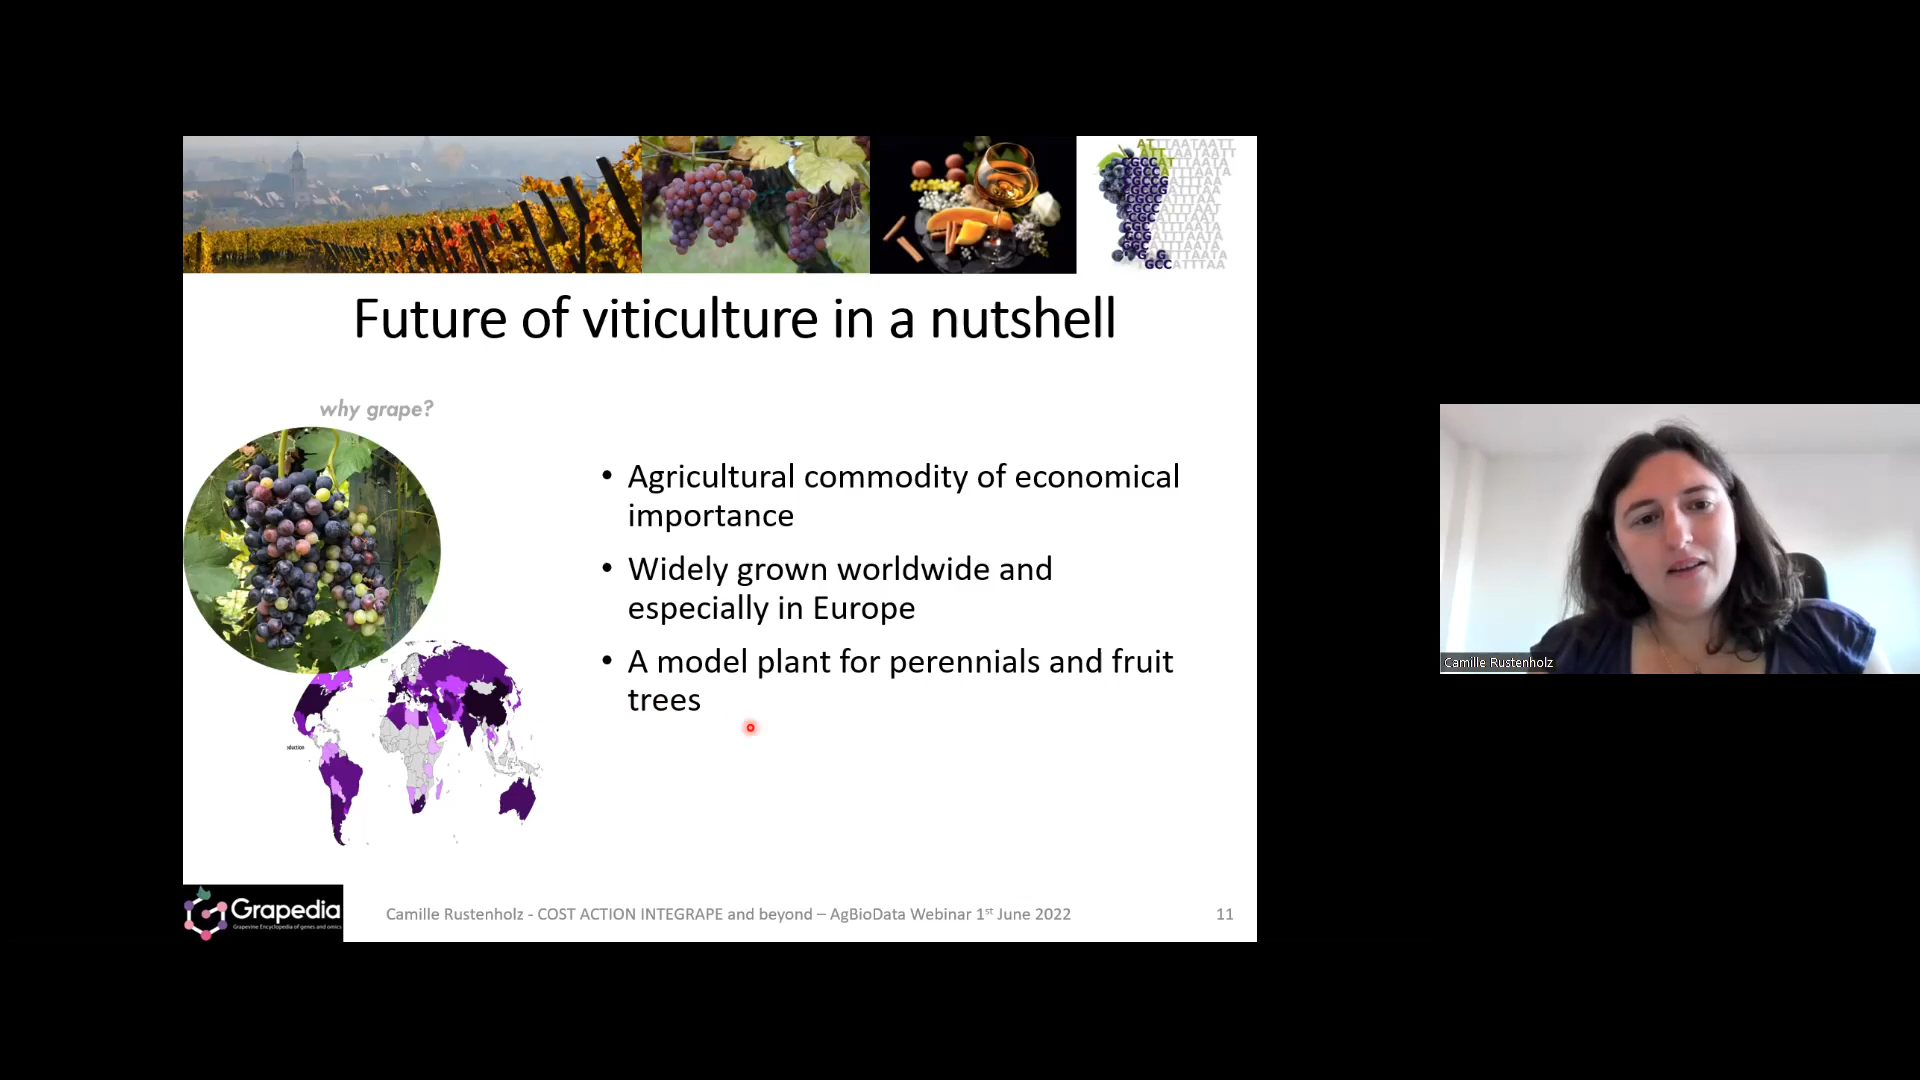 Future of viticulture in a nutshell
why grape?
• Agricultural commodity of economical
importance
• Widely grown worldwide and
especially in Europe
• A model plant for perennials and fruit
trees
Grapedia
Grapevine Encyclopedia of genes and omics
Camille Rustenholz - COST ACTION INTEGRAPE and beyond – AgBioData Webinar 1st June 2022
11
Camille Rustenholz